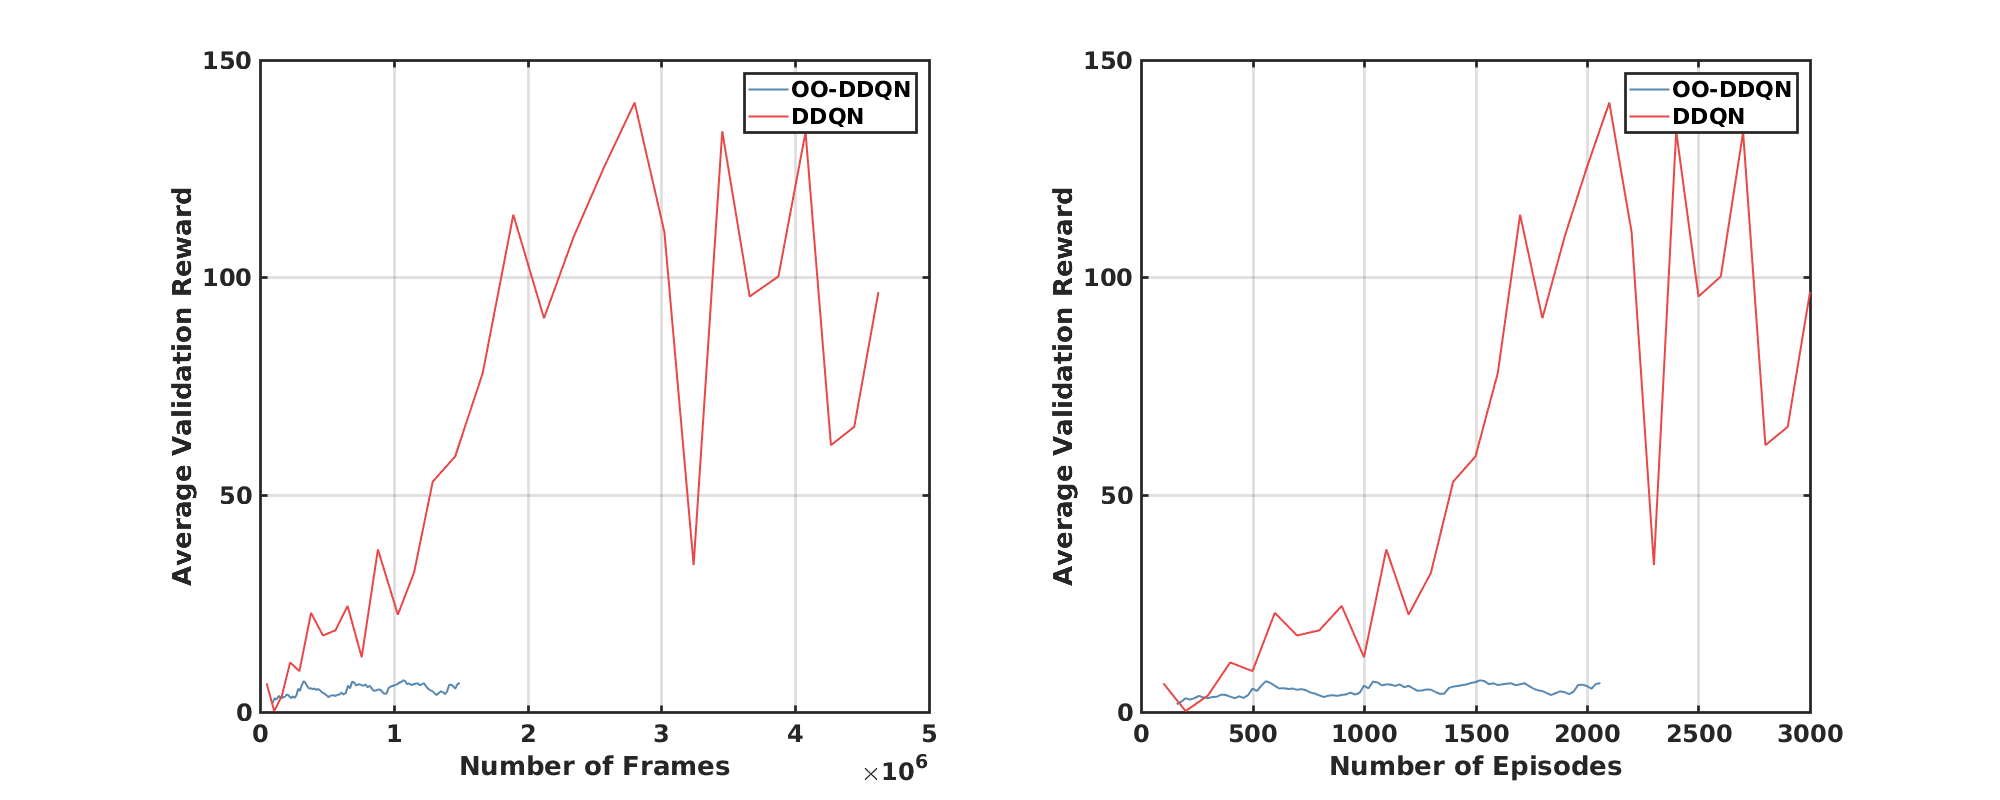 150
100
50
0
0 1 2 3 4 5
Number of Frames
×10^6
Average Validation Reward
OO-DDQN
DDQN
150
100
50
0
0 500 1000 1500 2000 2500 3000
Number of Episodes
Average Validation Reward
OO-DDQN
DDQN